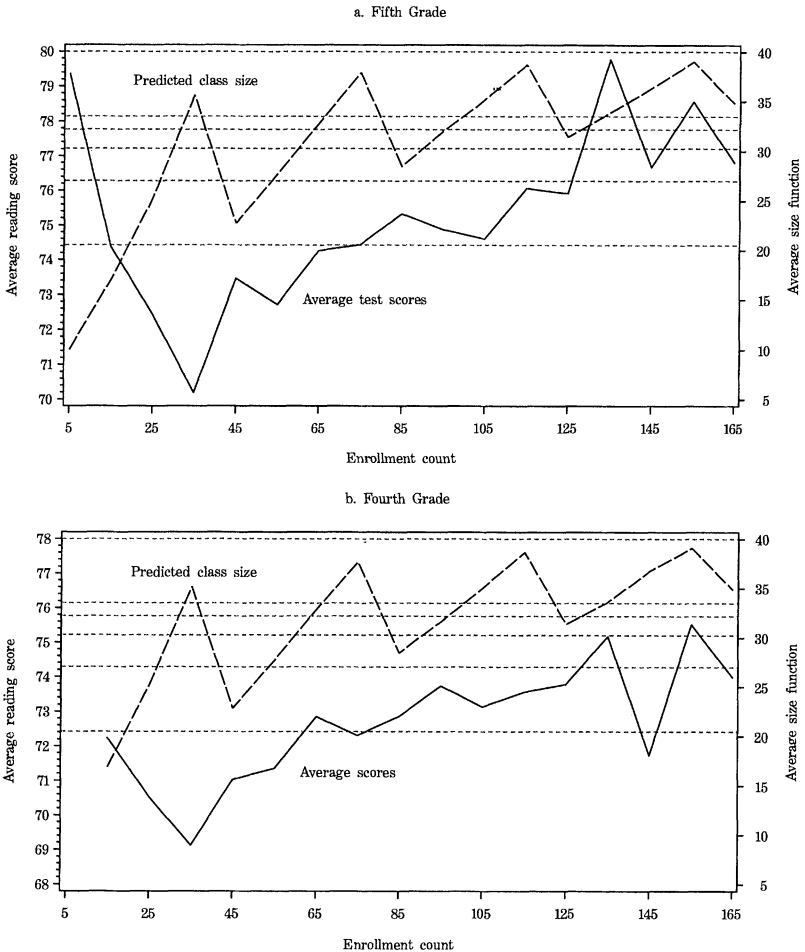 a. Fifth Grade
80
79
78
77
76
75
74
73
72
71
70
Average reading score
Predicted class size
Average test scores
40
35
30
25
20
15
10
5
Average size function
5 25 45 65 85 105 125 145 165
Enrollment count
b. Fourth Grade
78
77
76
75
74
73
72
71
70
69
68
Average reading score
Predicted class size
Average scores
40
35
30
25
20
15
10
5
Average size function
5 25 45 65 85 105 125 145 165
Enrollment count